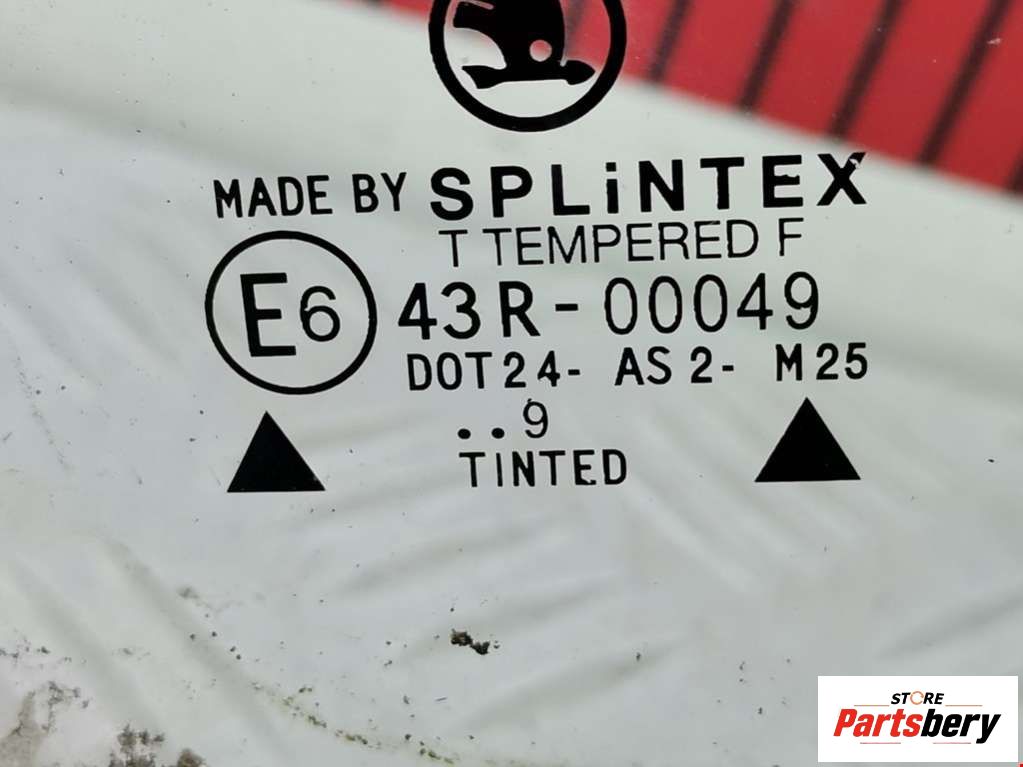 MADE BY SPLiNTEX
T TEMPERED F
E6 43R-00049
DOT24- AS2- M25
..9
TINTED
STORE
Partsbery